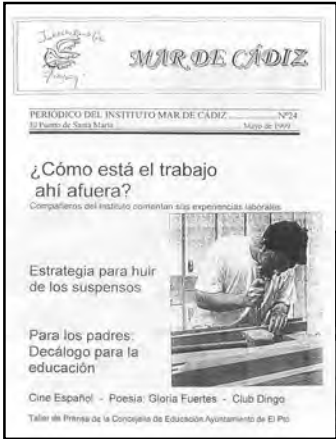 MAR DE CÁDIZ
PERIÓDICO DEL INSTITUTO MAR DE CÁDIZ ............ Nº24
El Puerto de Santa María ............ Mayo de 1999
¿Cómo está el trabajo
ahí afuera?
Compañeros del Instituto comentan sus experiencias laborales
Estrategia para huir
de los suspensos
Para los padres:
Decálogo para la
educación
Cine Español - Poesía: Gloria Fuertes - Club Dingo
Taller de Prensa de la Concejalía de Educación Ayuntamiento de El Pto.